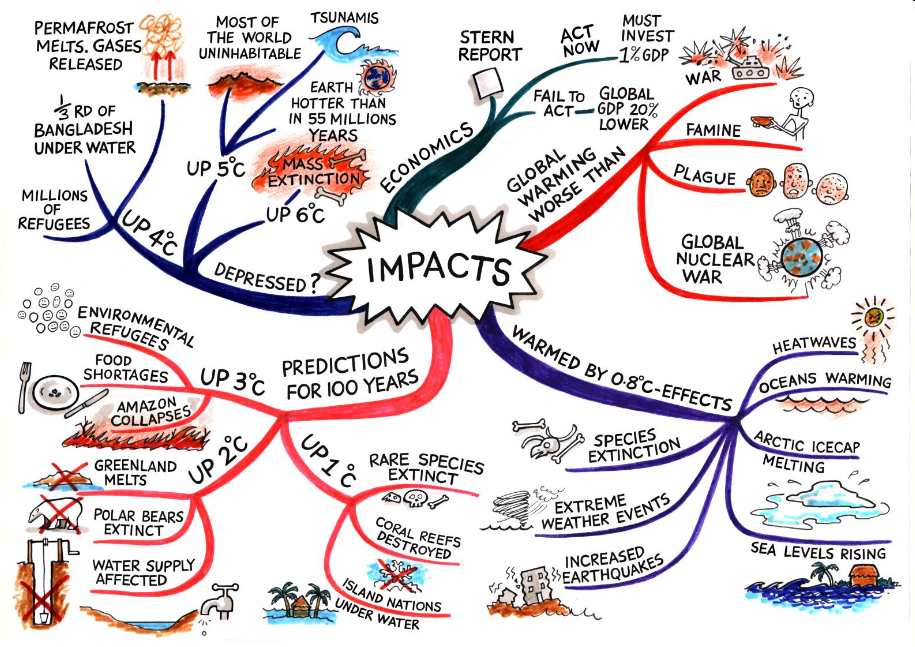 IMPACTS
ECONOMICS
STERN
REPORT
ACT
NOW
MUST
INVEST
1% GDP
FAIL TO
ACT
GLOBAL
GDP 20%
LOWER
GLOBAL
WARMING
WORSE THAN
WAR
FAMINE
PLAGUE
GLOBAL
NUCLEAR
WAR
WARMED BY 0.8°C-EFFECTS
HEATWAVES
OCEANS WARMING
ARCTIC ICECAP
MELTING
SEA LEVELS RISING
INCREASED
EARTHQUAKES
EXTREME
WEATHER EVENTS
SPECIES
EXTINCTION
PREDICTIONS
FOR 100 YEARS
UP 1°C
RARE SPECIES
EXTINCT
CORAL REEFS
DESTROYED
ISLAND NATIONS
UNDER WATER
UP 2°C
GREENLAND
MELTS
POLAR BEARS
EXTINCT
WATER SUPPLY
AFFECTED
UP 3°C
ENVIRONMENTAL
REFUGEES
FOOD
SHORTAGES
AMAZON
COLLAPSES
DEPRESSED?
UP 4°C
MILLIONS
OF
REFUGEES
1/3 RD OF
BANGLADESH
UNDER WATER
PERMAFROST
MELTS. GASES
RELEASED
UP 5°C
MOST OF
THE WORLD
UNINHABITABLE
TSUNAMIS
EARTH
HOTTER THAN
IN 55 MILLIONS
YEARS
UP 6°C
MASS
EXTINCTION